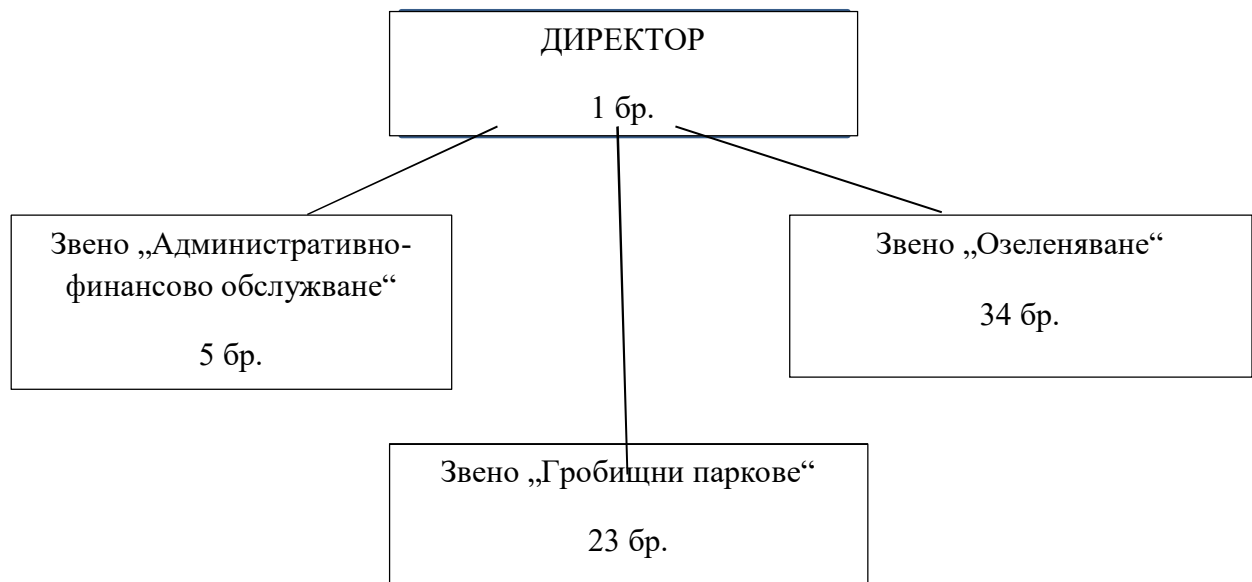 ДИРЕКТОР
1 бр.
Звено „Административно-
финансово обслужване“
5 бр.
Звено „Озеленяване“
34 бр.
Звено „Гробищни паркове“
23 бр.